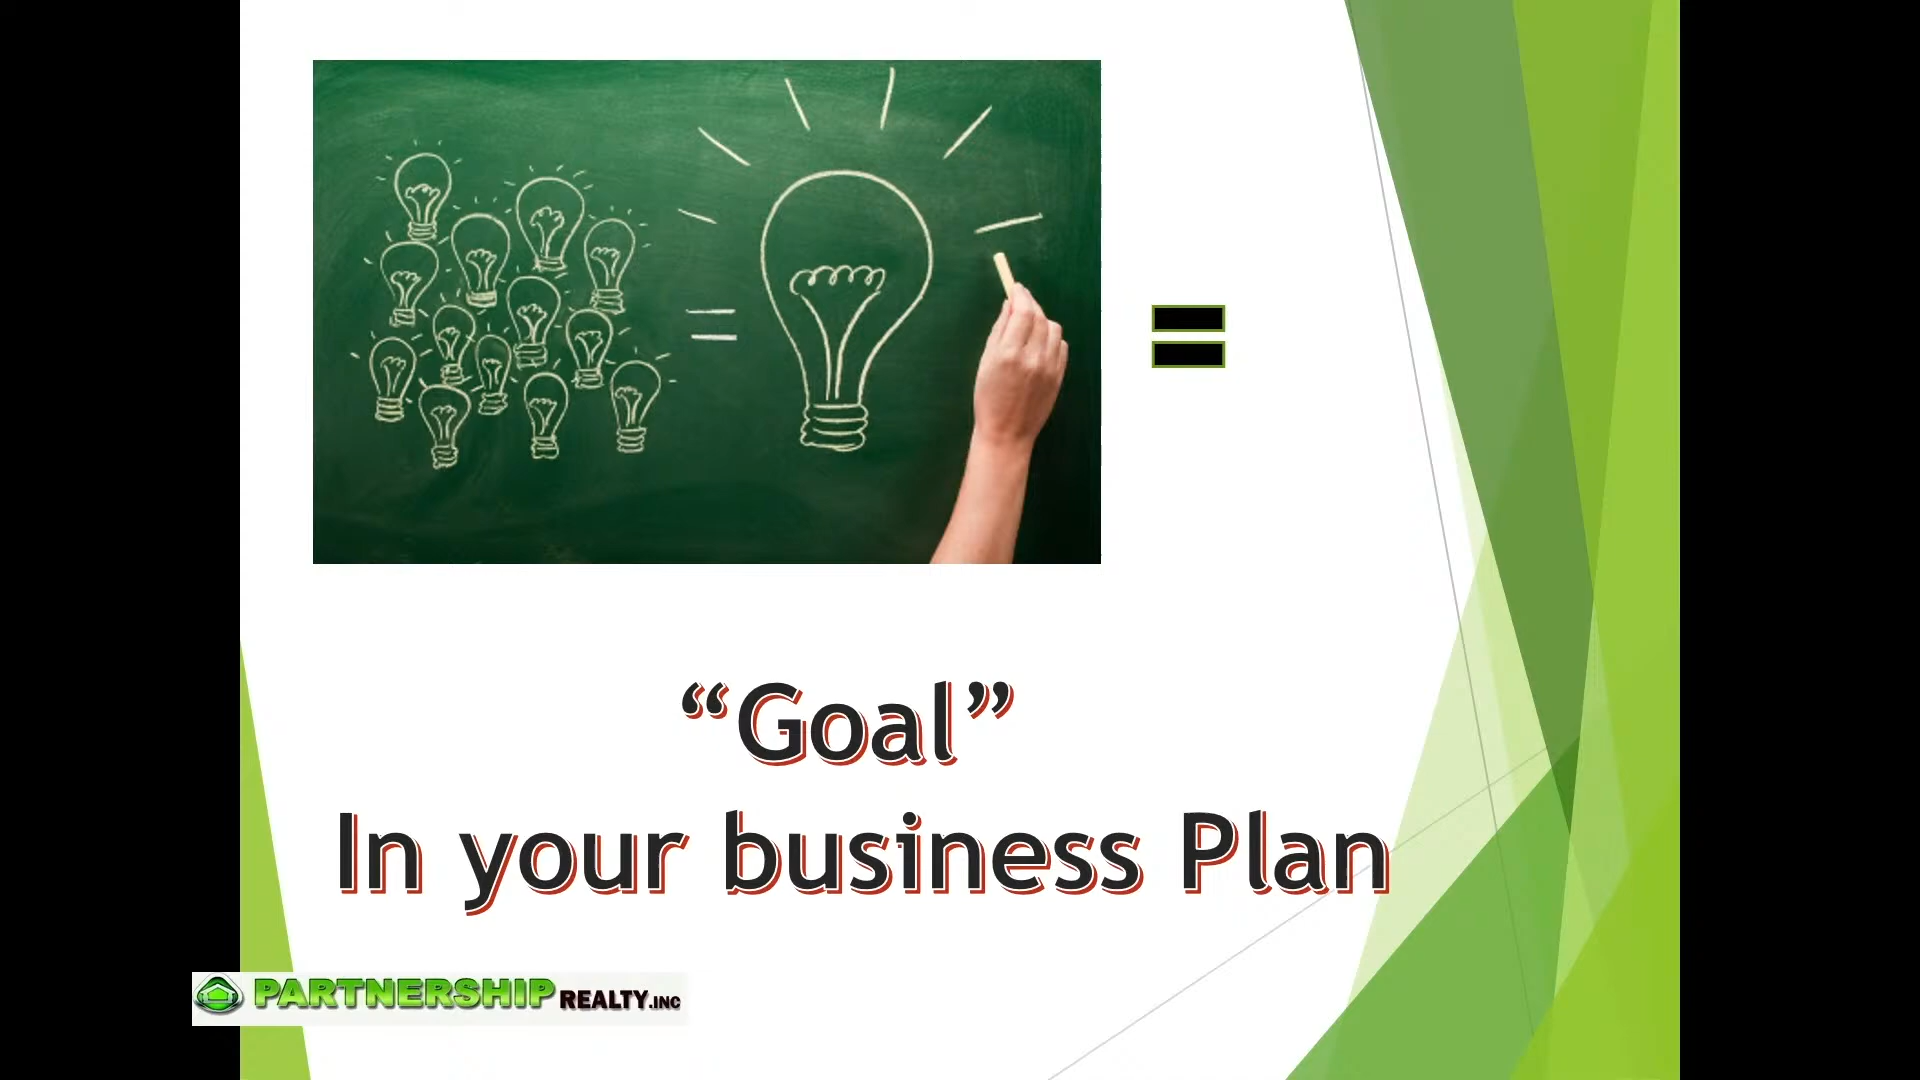 =
=
“Goal”
In your business Plan
PARTNERSHIP REALTY.INC